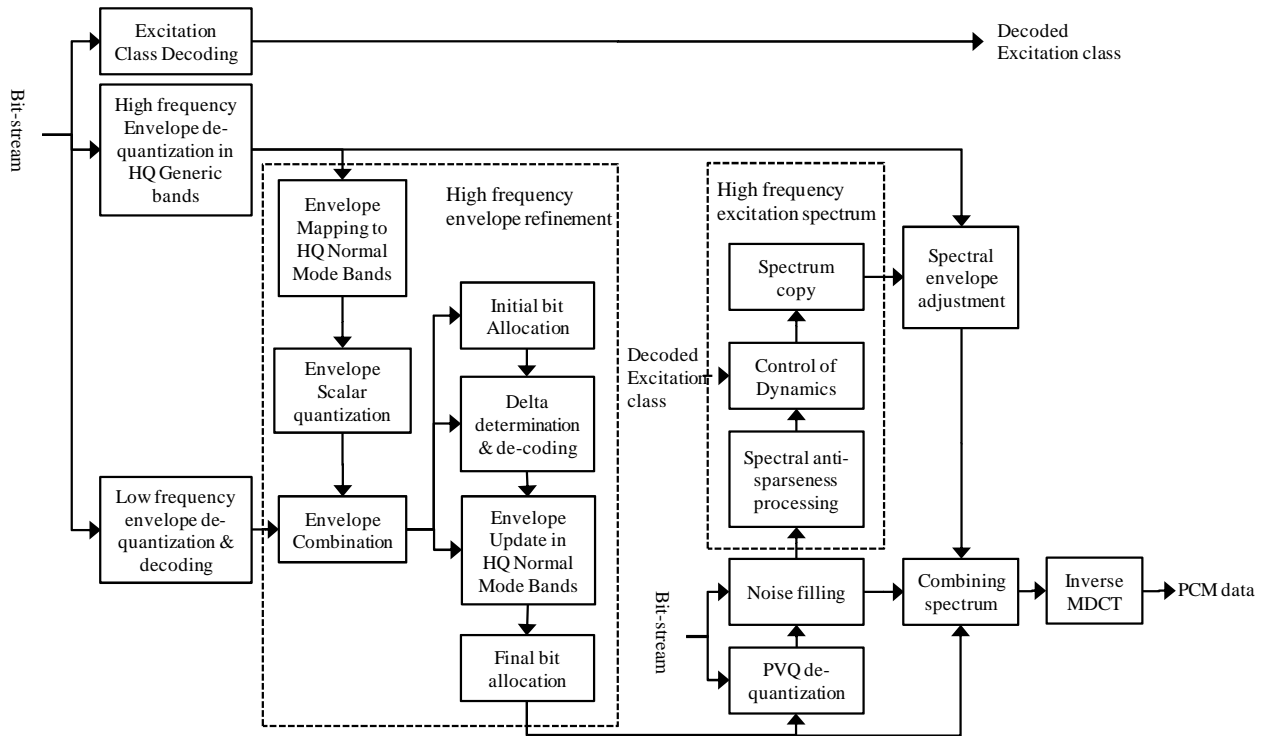 Bit-stream
Excitation
Class Decoding
Decoded
Excitation class
High frequency
Envelope de-
quantization in
HQ Generic
bands
High frequency
envelope refinement
Envelope
Mapping to
HQ Normal
Mode Bands
Envelope
Scalar
quantization
Low frequency
envelope de-
quantization &
decoding
Envelope
Combination
Initial bit
Allocation
Delta
determination
& de-coding
Envelope
Update in
HQ Normal
Mode Bands
Final bit
allocation
High frequency
excitation spectrum
Spectrum
copy
Decoded
Excitation
class
Control of
Dynamics
Spectral anti-
sparseness
processing
Spectral
envelope
adjustment
Bit-stream
Noise filling
PVQ de-
quantization
Combining
spectrum
Inverse
MDCT
PCM data